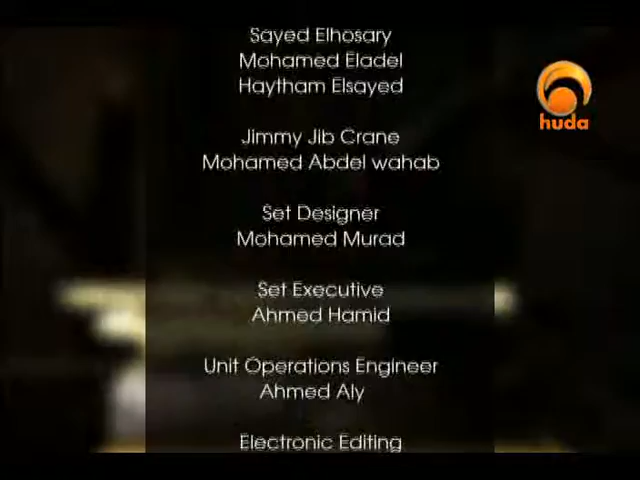 Sayed Elhosary
Mohamed Eladel
Haytham Elsayed
huda
Jimmy Jib Crane
Mohamed Abdel wahab
Set Designer
Mohamed Murad
Set Executive
Ahmed Hamid
Unit Operations Engineer
Ahmed Aly
Electronic Editing